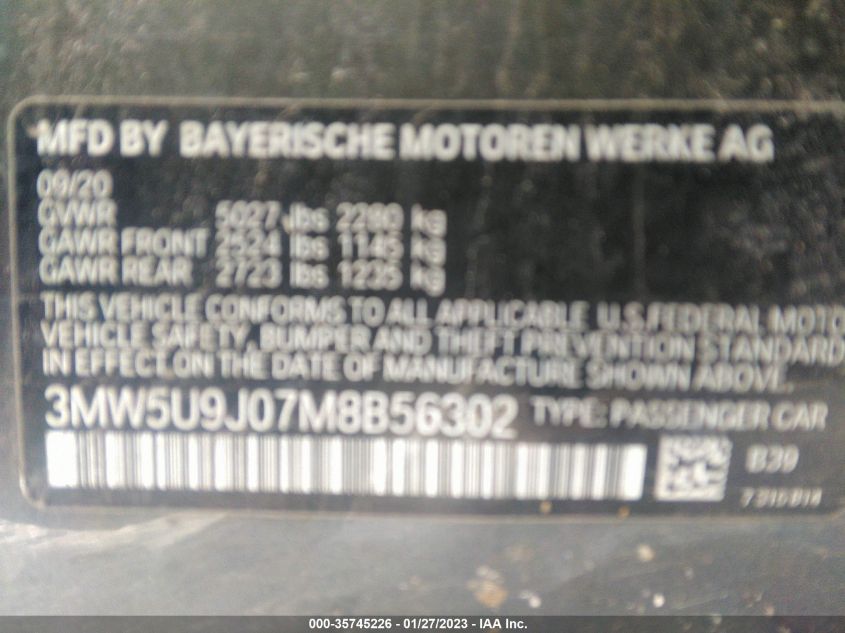 MFD BY BAYERISCHE MOTOREN WERKE AG
09/20
GVWR 5027 lbs 2280 kg
GAWR FRONT 2524 lbs 1145 kg
GAWR REAR 2723 lbs 1235 kg
THIS VEHICLE CONFORMS TO ALL APPLICABLE U.S.FEDERAL MOTO
VEHICLE SAFETY, BUMPER AND THEFT PREVENTION STANDARD
IN EFFECT ON THE DATE OF MANUFACTURE SHOWN ABOVE.
3MW5U9J07M8B56302 TYPE: PASSENGER CAR
B39
000-35745226 - 01/27/2023 - IAA Inc.